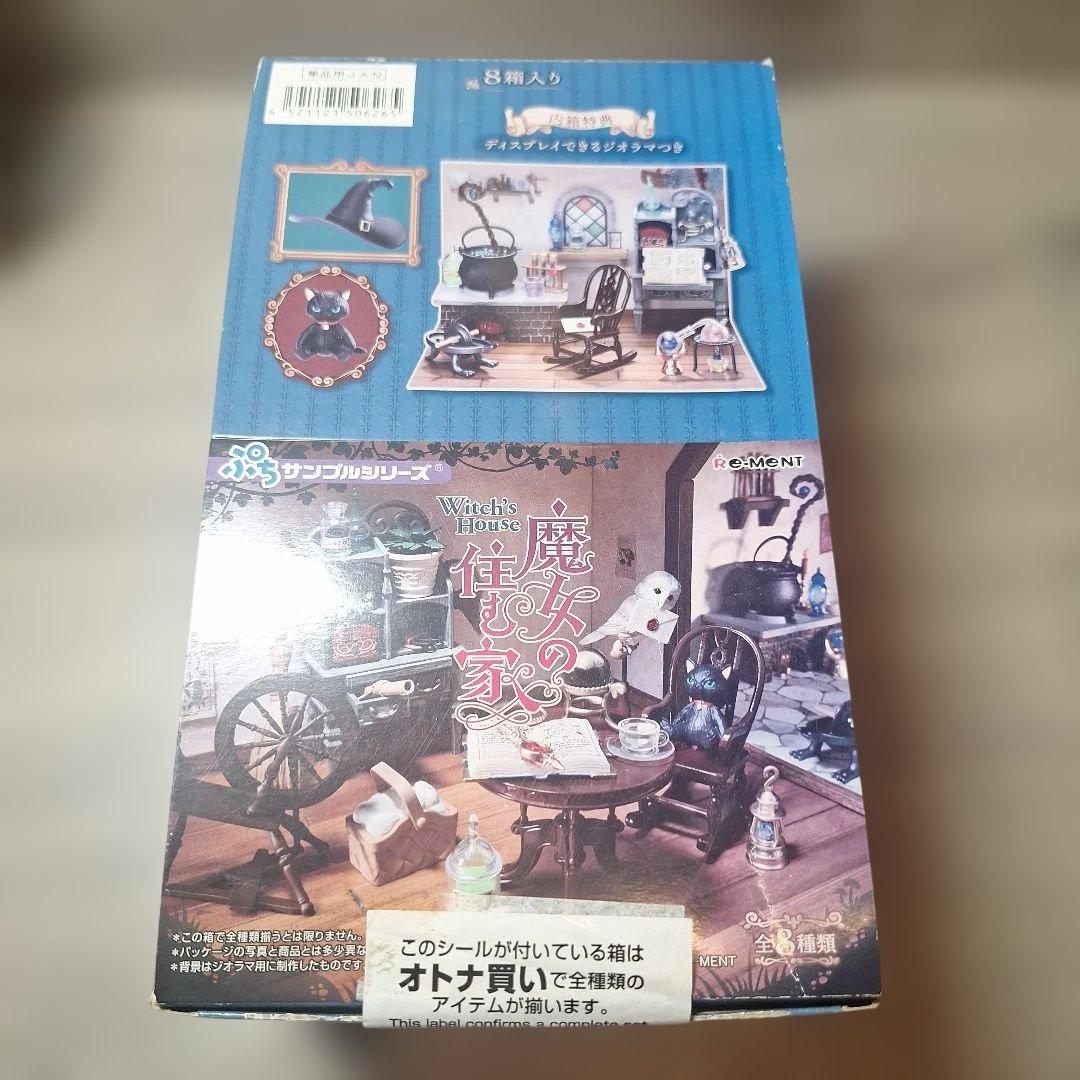 単品用JAN
4 521121 506265
8箱入り
内箱特典
ディスプレイできるジオラマつき
ぷちサンプルシリーズ®
Re-MeNT
Witch's
House
魔女の
住む家
*この箱で全種類揃うとは限りません。
*パッケージの写真と商品とは多少異な
*背景はジオラマ用に制作したものです
全8種類
-MENT
このシールが付いている箱は
オトナ買いで全種類の
アイテムが揃います。
This label confirms a complete set